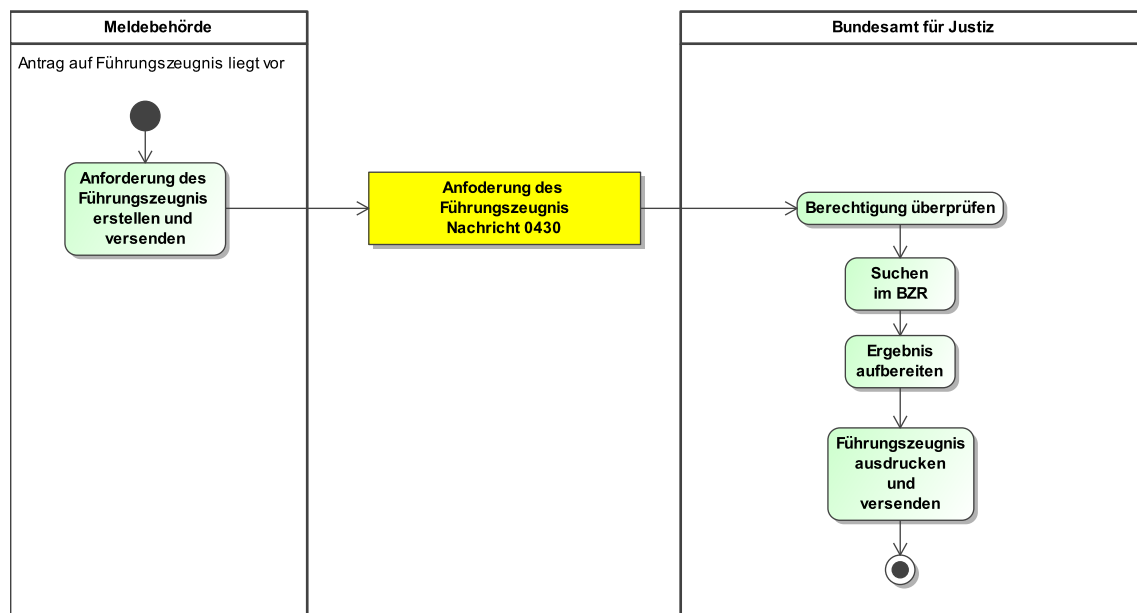 Meldebehörde
Bundesamt für Justiz
Antrag auf Führungszeugnis liegt vor
Anforderung des
Führungszeugnis
erstellen und
versenden
Anfoderung des
Führungszeugnis
Nachricht 0430
Berechtigung überprüfen
Suchen
im BZR
Ergebnis
aufbereiten
Führungszeugnis
ausdrucken
und
versenden